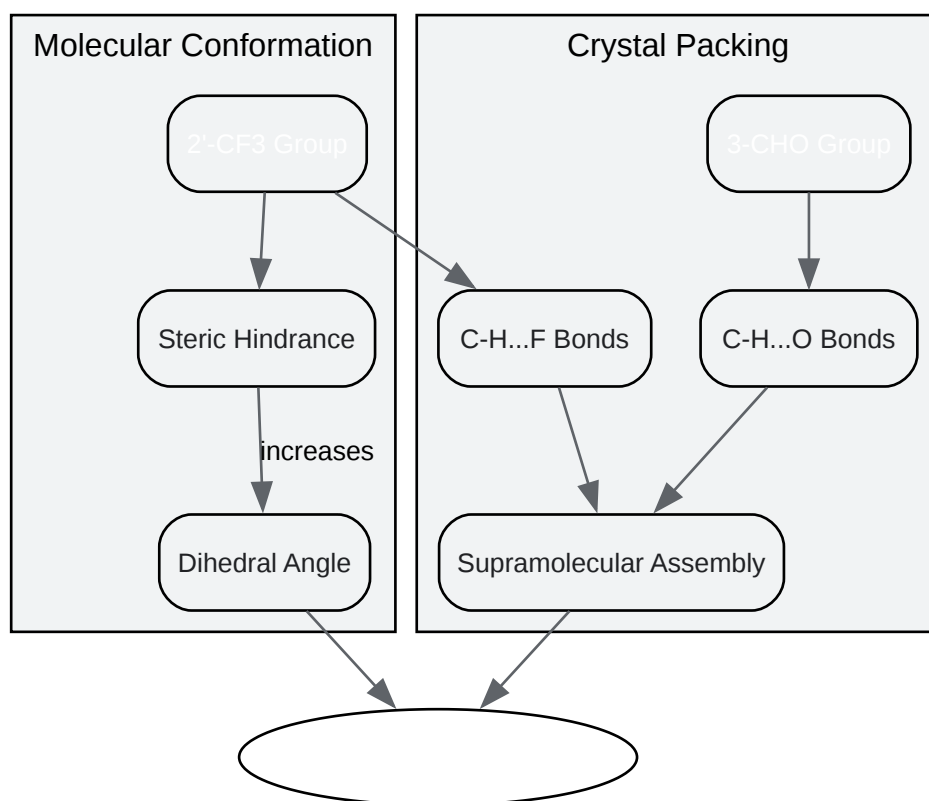 Molecular Conformation
Crystal Packing
2'-CF3 Group
3-CHO Group
Steric Hindrance
C-H...F Bonds
C-H...O Bonds
increases
Dihedral Angle
Supramolecular Assembly